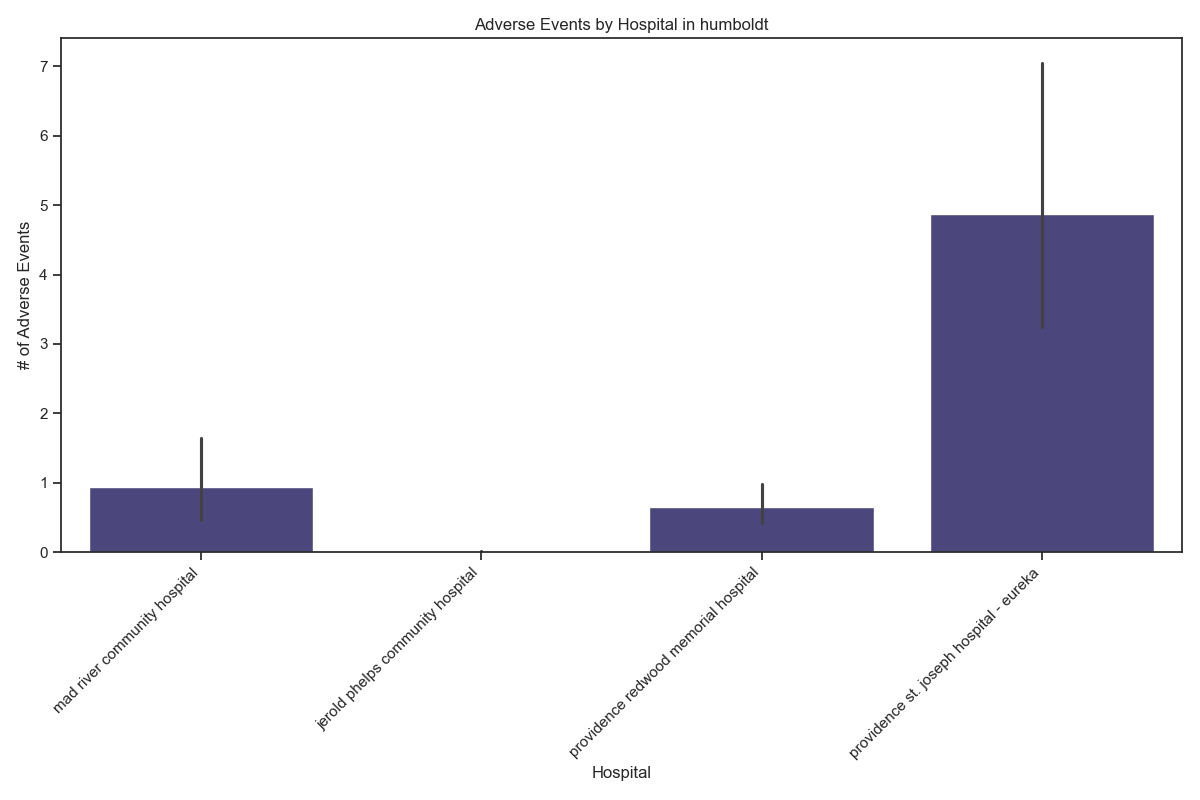 Adverse Events by Hospital in humboldt
# of Adverse Events
7
6
5
4
3
2
1
0
mad river community hospital
jerold phelps community hospital
providence redwood memorial hospital
providence st. joseph hospital - eureka
Hospital